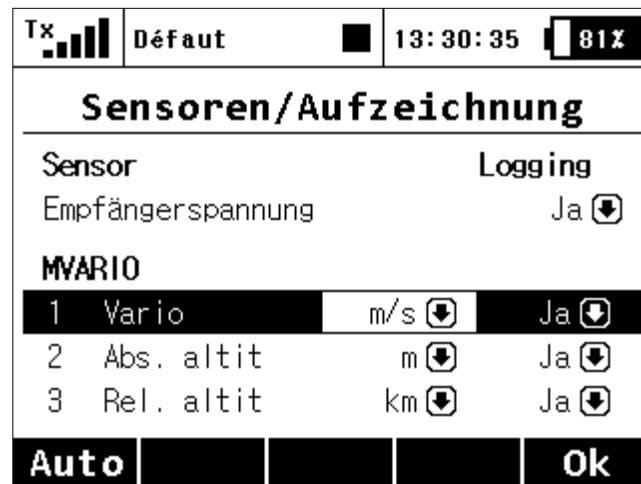 Tx Défaut 13:30:35 81%
Sensoren/Aufzeichnung
Sensor Logging
Empfängerspannung Ja
MVARIO
1 Vario m/s Ja
2 Abs. altit m Ja
3 Rel. altit km Ja
Auto Ok